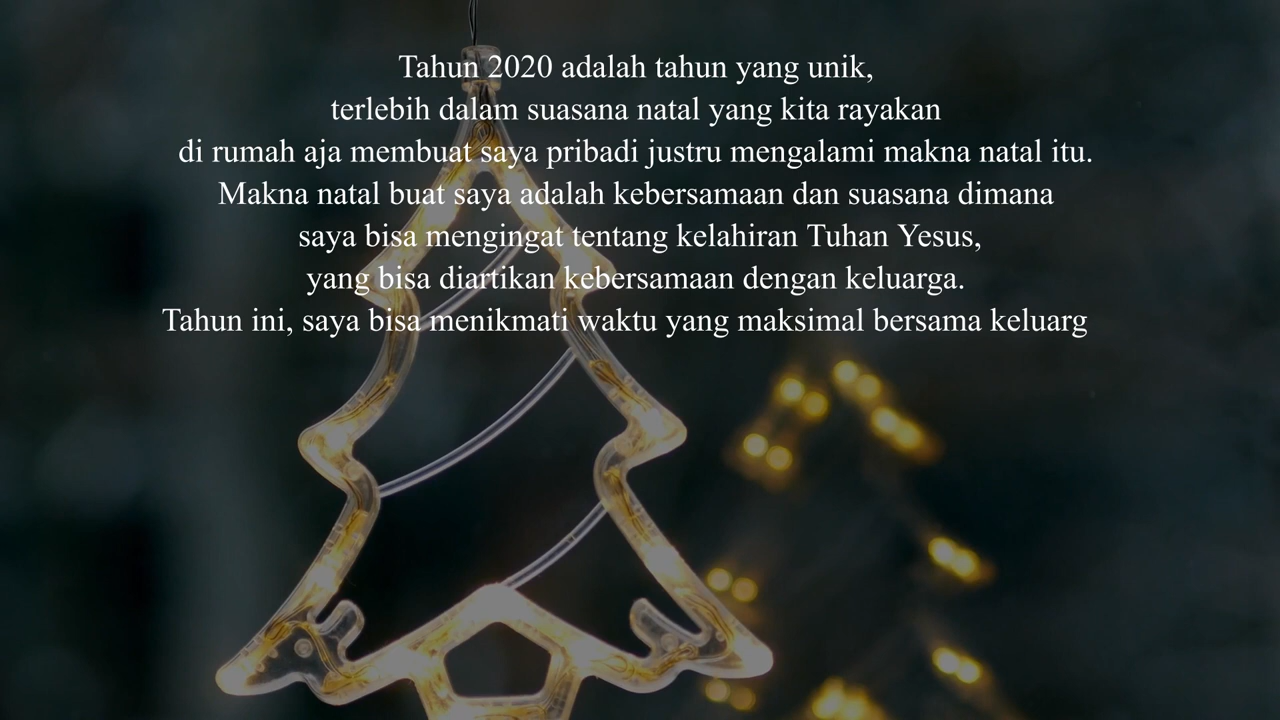 Tahun 2020 adalah tahun yang unik,
terlebih dalam suasana natal yang kita rayakan
di rumah aja membuat saya pribadi justru mengalami makna natal itu.
Makna natal buat saya adalah kebersamaan dan suasana dimana
saya bisa mengingat tentang kelahiran Tuhan Yesus,
yang bisa diartikan kebersamaan dengan keluarga.
Tahun ini, saya bisa menikmati waktu yang maksimal bersama keluarg